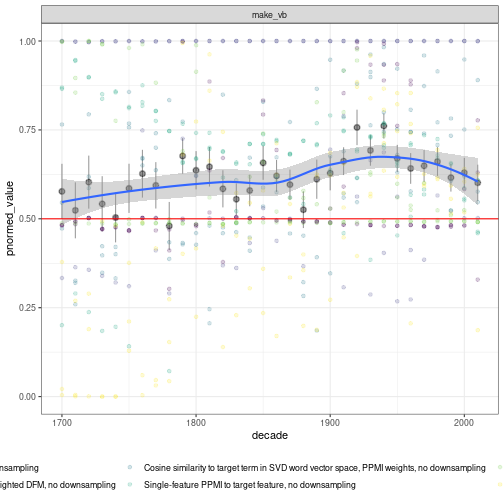 make_vb
1.00
0.75
0.50
0.25
0.00
pnormed_value
1700
1800
1900
2000
decade
Cosine similarity to target term in SVD word vector space, PPMI weights, no downsampling
ighted DFM, no downsampling
Single-feature PPMI to target feature, no downsampling